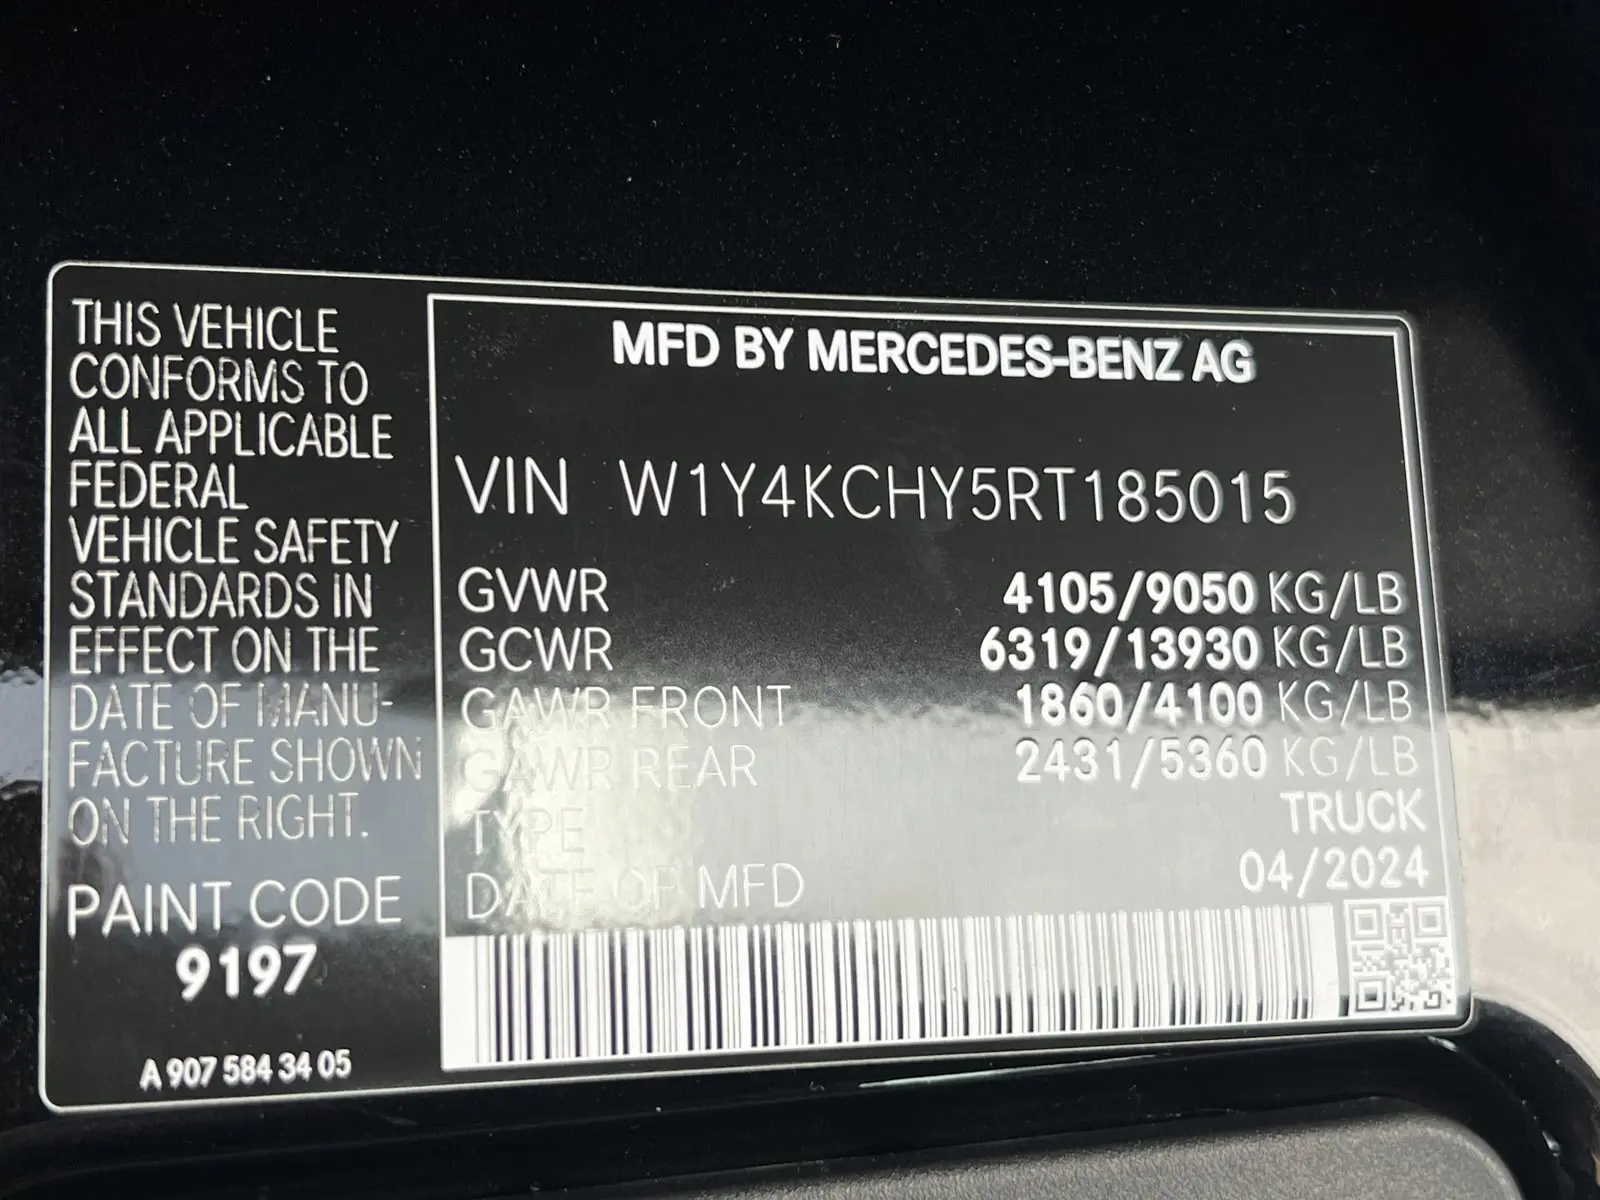 THIS VEHICLE
CONFORMS TO
ALL APPLICABLE
FEDERAL
VEHICLE SAFETY
STANDARDS IN
EFFECT ON THE
DATE OF MANU-
FACTURE SHOWN
ON THE RIGHT.
PAINT CODE
9197
A 907 584 34 05
MFD BY MERCEDES-BENZ AG
VIN W1Y4KCHY5RT185015
GVWR 4105/9050 KG/LB
GCWR 6319/13930 KG/LB
GAWR FRONT 1860/4100 KG/LB
GAWR REAR 2431/5360 KG/LB
TYPE TRUCK
DATE OF MFD 04/2024